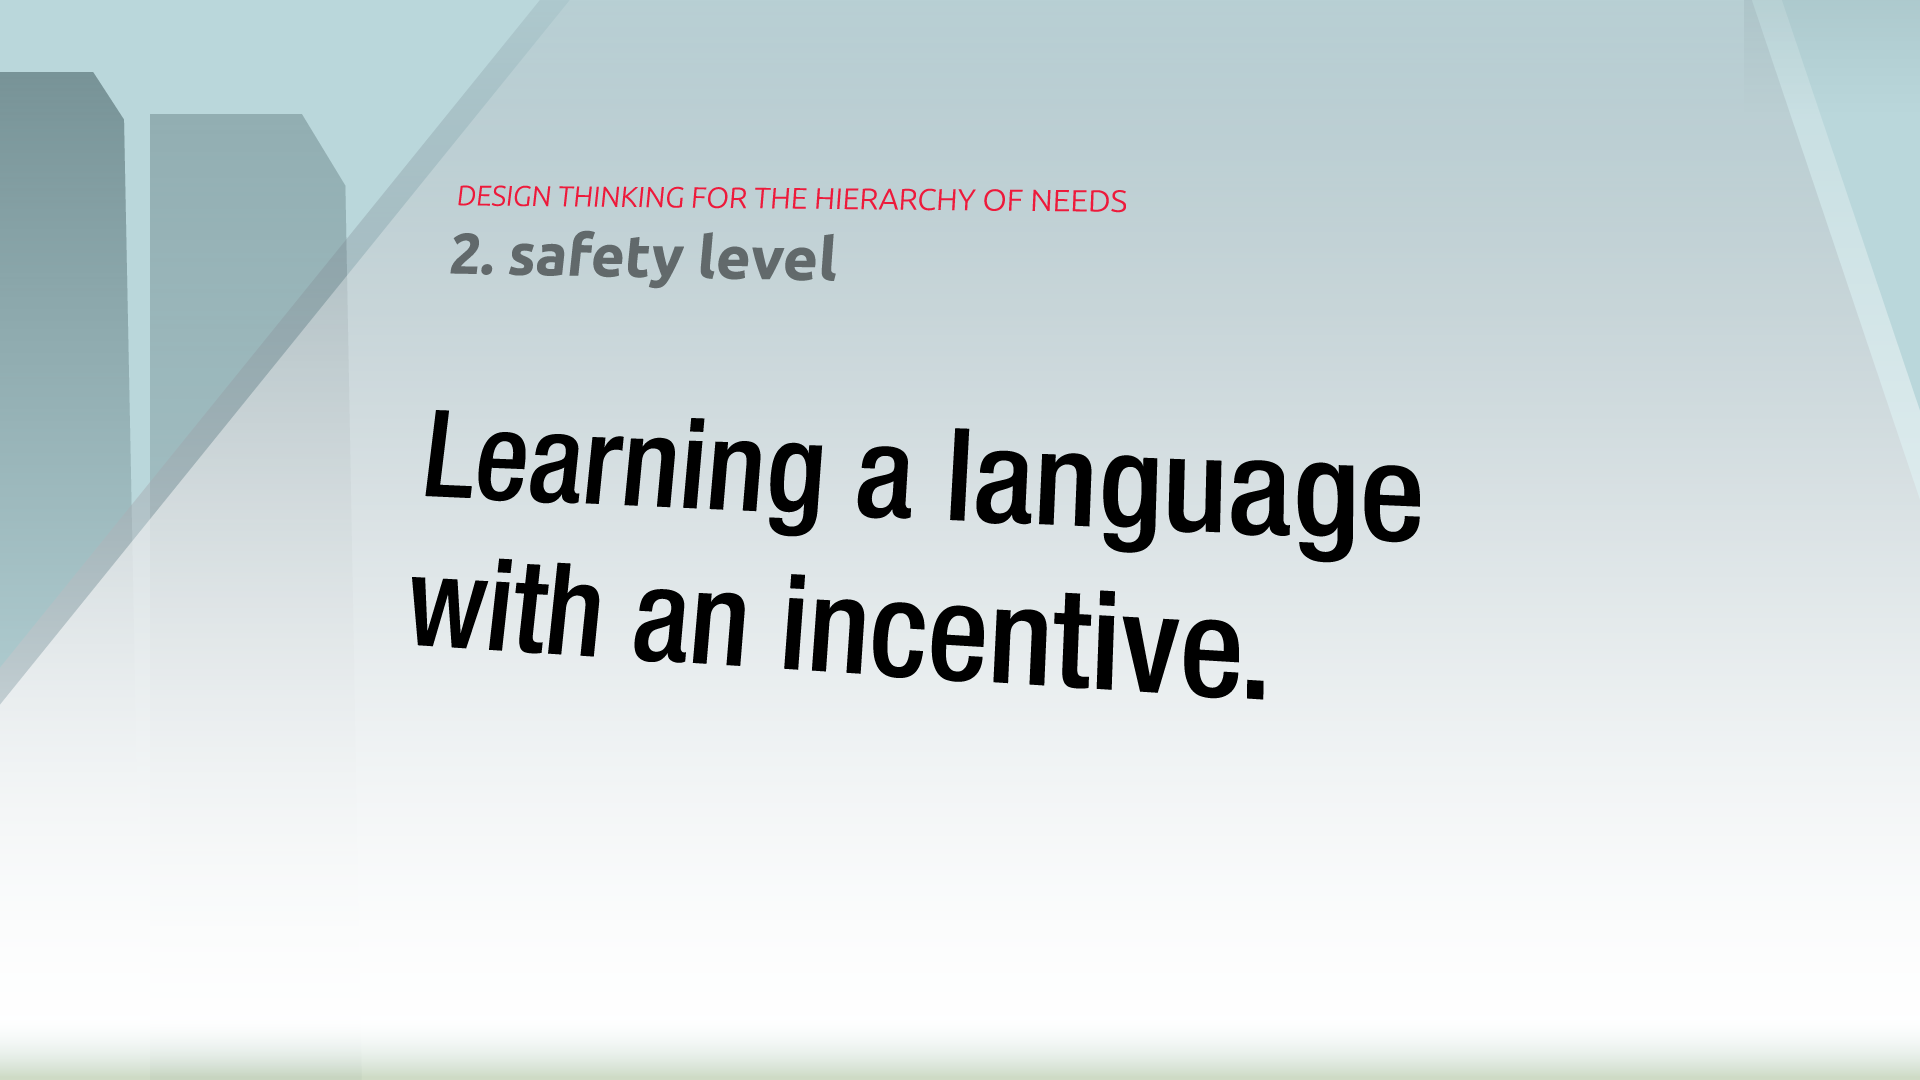 DESIGN THINKING FOR THE HIERARCHY OF NEEDS
2. safety level
Learning a language
with an incentive.